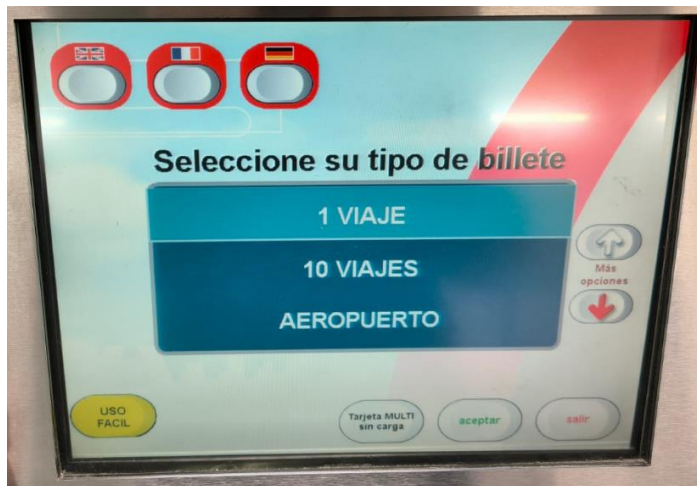 Seleccione su tipo de billete
1 VIAJE
10 VIAJES
AEROPUERTO
Más
opciones
USO
FACIL
Tarjeta MULTI
sin carga
aceptar
salir